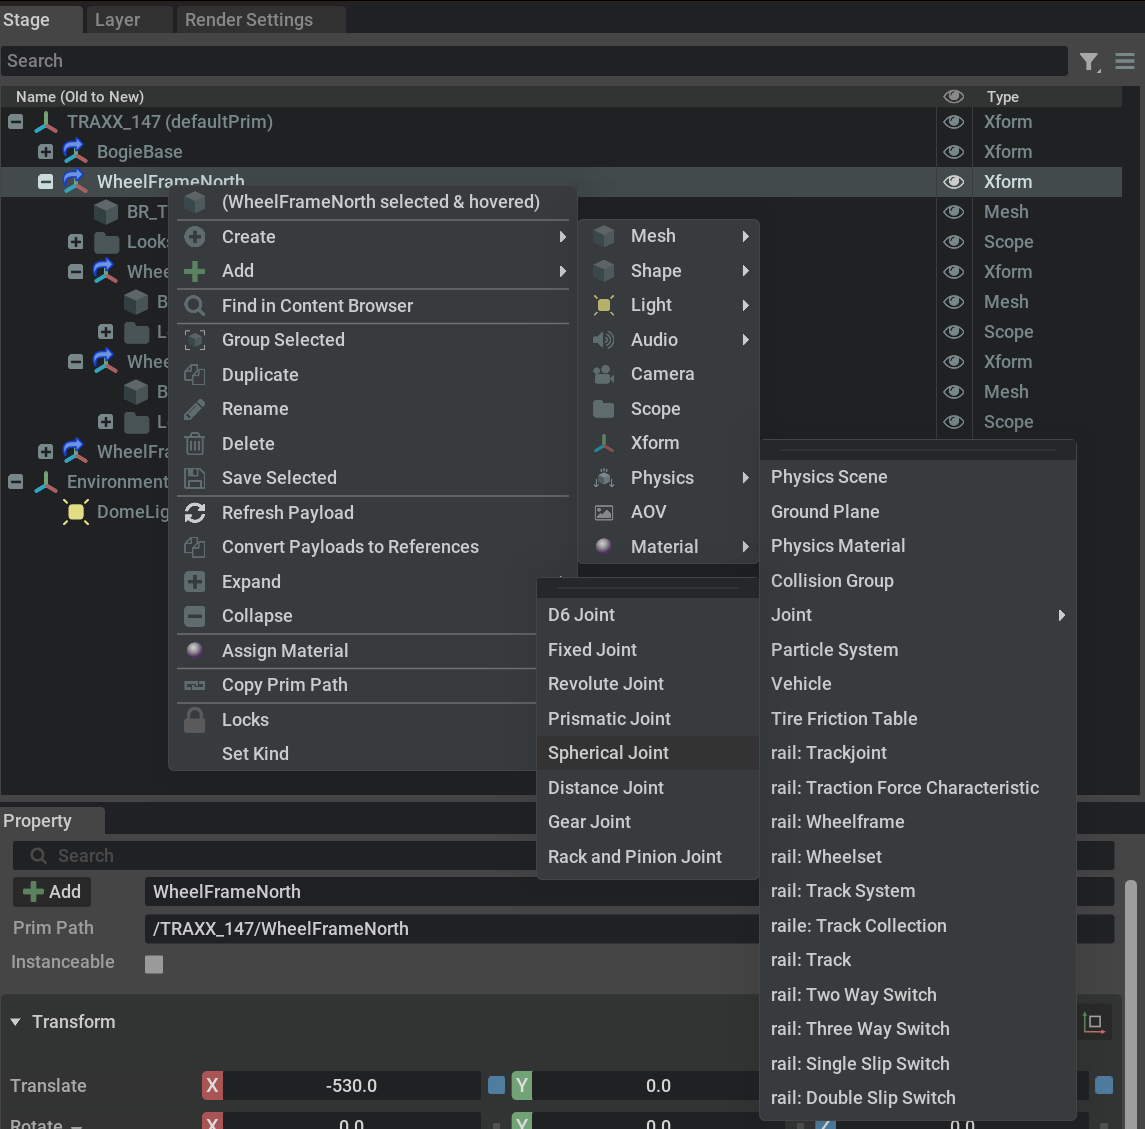 Stage
Layer
Render Settings
Search
Name (Old to New)
Type
TRAXX_147 (defaultPrim)
Xform
BogieBase
Xform
WheelFrameNorth
Xform
(WheelFrameNorth selected & hovered)
BR_T
Mesh
Create
Mesh
Look
Scope
Add
Shape
Whee
Xform
Find in Content Browser
Light
B
Mesh
Group Selected
Audio
L
Scope
Duplicate
Camera
Whee
Xform
Rename
Scope
B
Mesh
Delete
Xform
L
Scope
Save Selected
Physics
WheelFra
Refresh Payload
AOV
Environment
Convert Payloads to References
Material
DomeLig
Expand
Collapse
Assign Material
Copy Prim Path
Locks
Set Kind
Physics Scene
Ground Plane
Physics Material
Collision Group
Joint
Particle System
Vehicle
Tire Friction Table
rail: Trackjoint
rail: Traction Force Characteristic
rail: Wheelframe
rail: Wheelset
rail: Track System
raile: Track Collection
rail: Track
rail: Two Way Switch
rail: Three Way Switch
rail: Single Slip Switch
rail: Double Slip Switch
D6 Joint
Fixed Joint
Revolute Joint
Prismatic Joint
Spherical Joint
Distance Joint
Gear Joint
Rack and Pinion Joint
Property
Search
Add
WheelFrameNorth
Prim Path
/TRAXX_147/WheelFrameNorth
Instanceable
Transform
Translate
X
-530.0
Y
0.0
Rotate
X
0.0
Y
0.0
Z
0.0